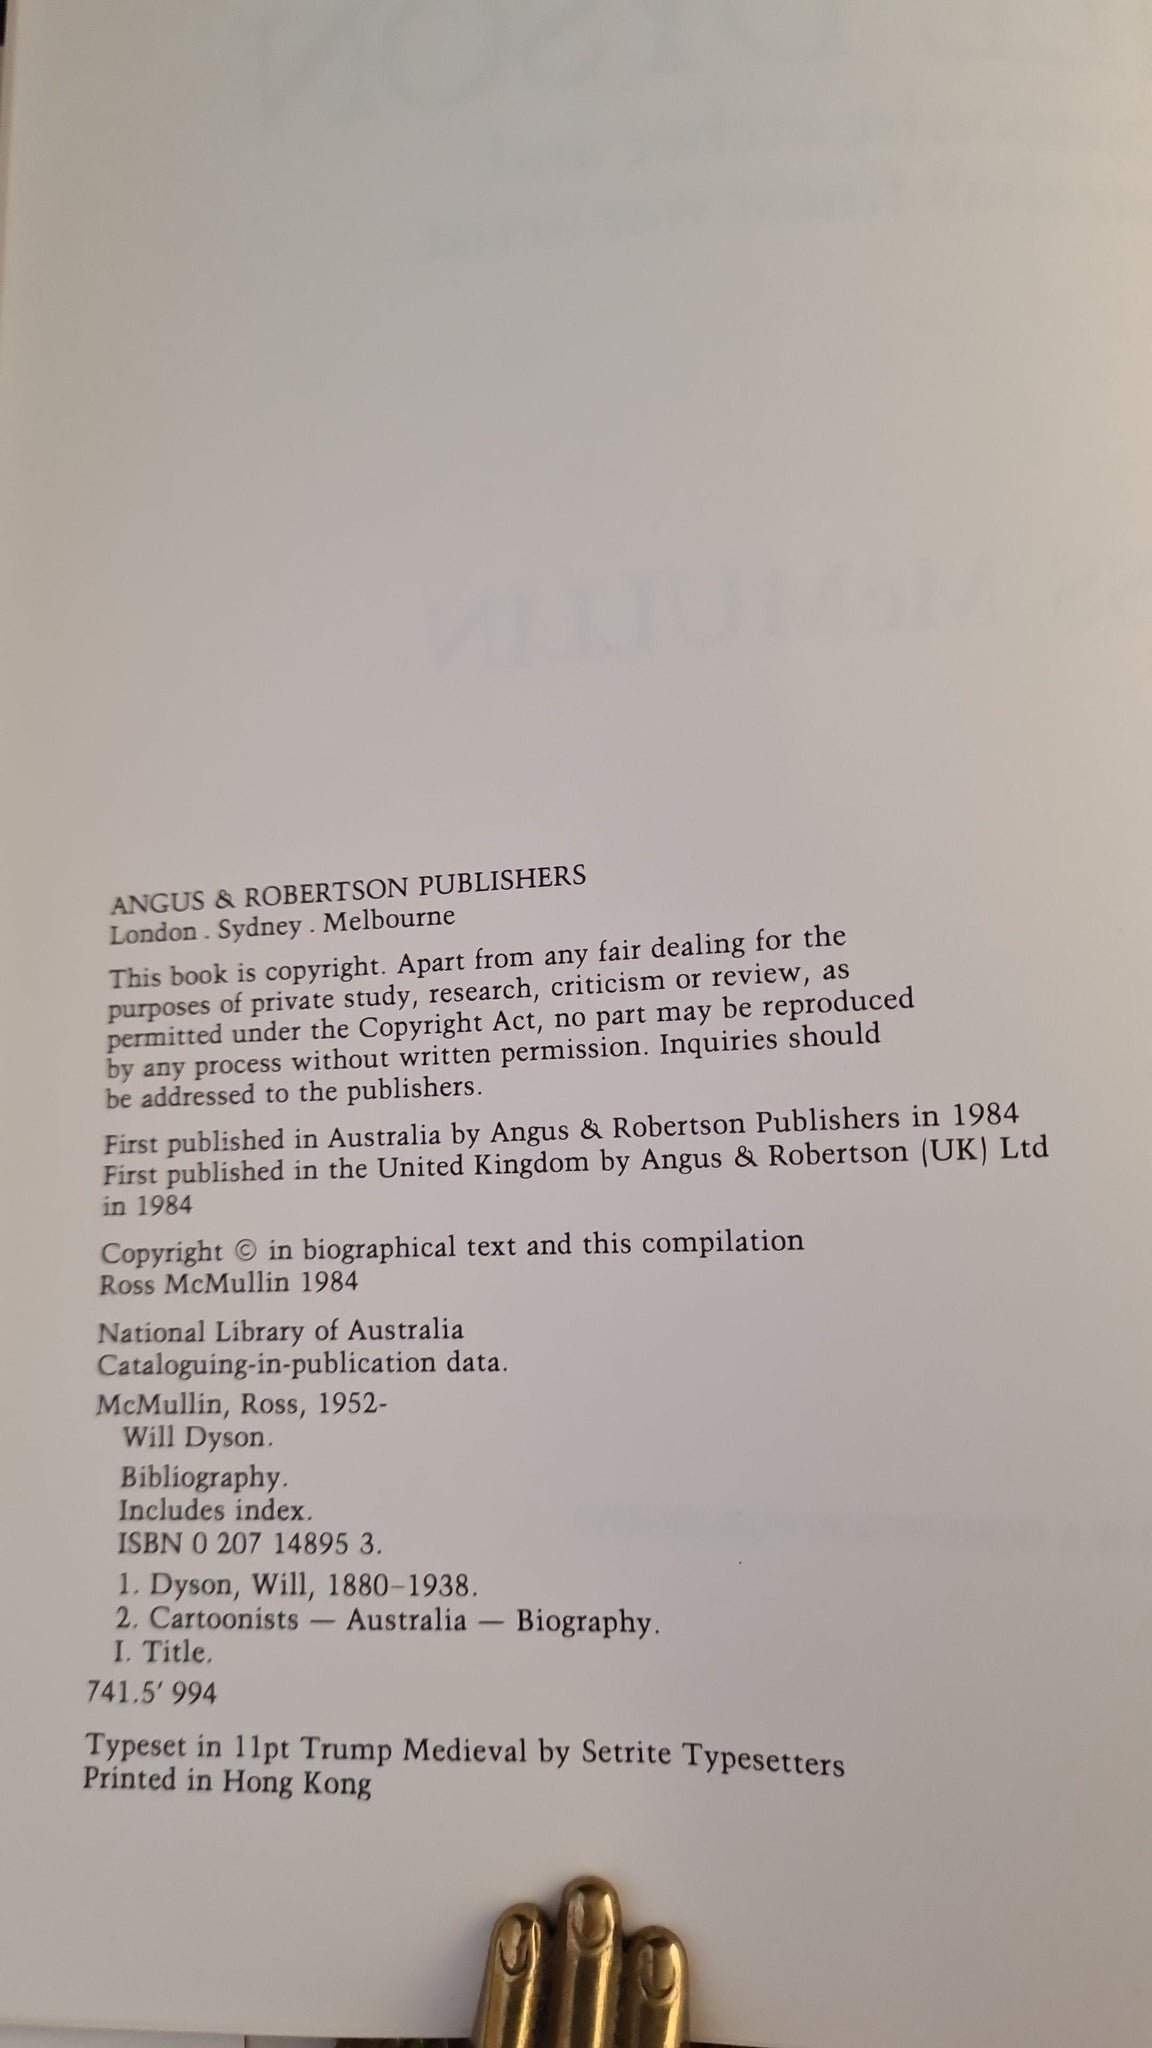 ANGUS & ROBERTSON PUBLISHERS
London . Sydney . Melbourne
This book is copyright. Apart from any fair dealing for the
purposes of private study, research, criticism or review, as
permitted under the Copyright Act, no part may be reproduced
by any process without written permission. Inquiries should
be addressed to the publishers.
First published in Australia by Angus & Robertson Publishers in 1984
First published in the United Kingdom by Angus & Robertson (UK) Ltd
in 1984
Copyright © in biographical text and this compilation
Ross McMullin 1984
National Library of Australia
Cataloguing-in-publication data.
McMullin, Ross, 1952-
Will Dyson.
Bibliography.
Includes index.
ISBN 0 207 14895 3.
1. Dyson, Will, 1880–1938.
2. Cartoonists — Australia — Biography.
I. Title.
741.5' 994
Typeset in 11pt Trump Medieval by Setrite Typesetters
Printed in Hong Kong